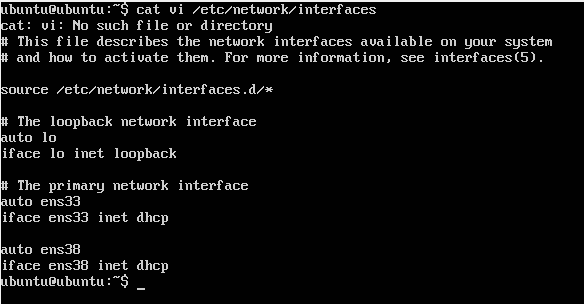 ubuntu@ubuntu:~$ cat vi /etc/network/interfaces
cat: vi: No such file or directory
# This file describes the network interfaces available on your system
# and how to activate them. For more information, see interfaces(5).
source /etc/network/interfaces.d/*
# The loopback network interface
auto lo
iface lo inet loopback
# The primary network interface
auto ens33
iface ens33 inet dhcp
auto ens38
iface ens38 inet dhcp
ubuntu@ubuntu:~$ _